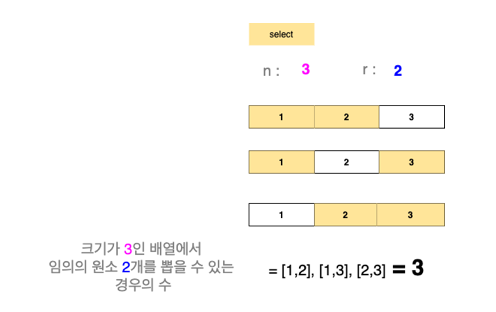 select
n : 3 r : 2
1 2 3
1 2 3
1 2 3
크기가 3인 배열에서
임의의 원소 2개를 뽑을 수 있는
경우의 수
= [1,2], [1,3], [2,3] = 3